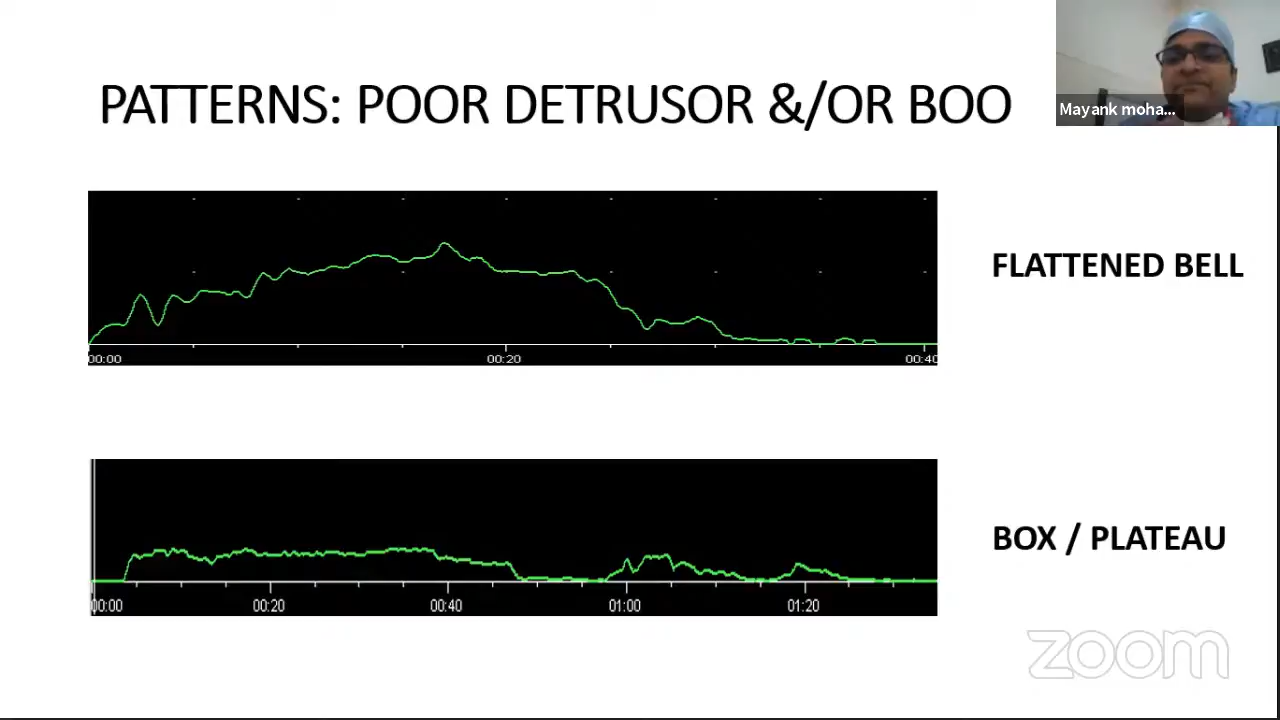 PATTERNS: POOR DETRUSOR &/OR BOO
Mayank moha...
FLATTENED BELL
00:00 00:20 00:40
BOX / PLATEAU
00:00 00:20 00:40 01:00 01:20
zoom